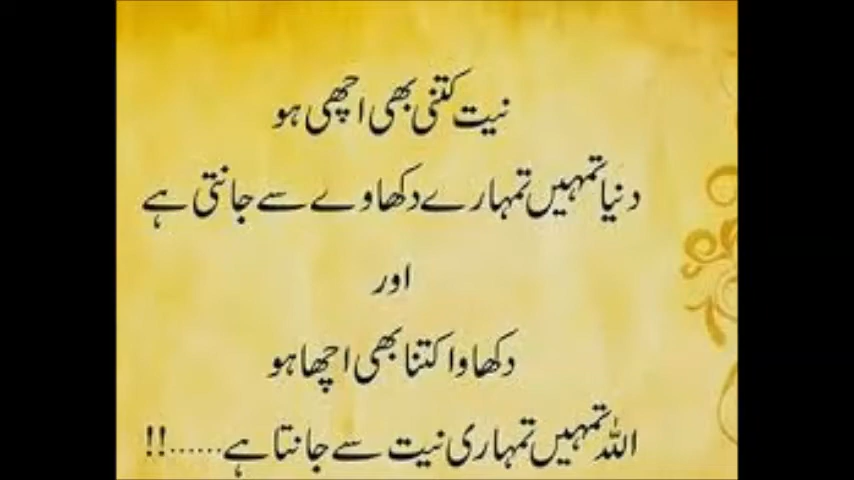 نیت کتنی بھی اچھی ہو
دنیا تمہیں تمہارے دکھاوے سے جانتی ہے
اور
دکھاوا کتنا بھی اچھا ہو
اللہ تمہیں تمہاری نیت سے جانتا ہے......!!